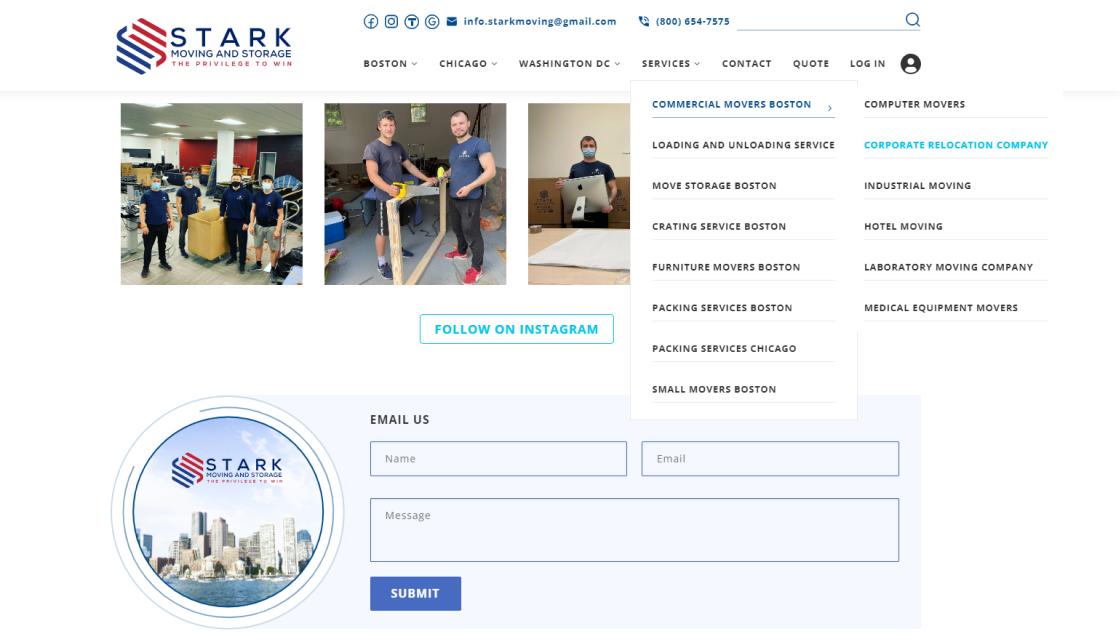 STARK
MOVING AND STORAGE
THE PRIVILEGE TO WIN
info.starkmoving@gmail.com
(800) 654-7575
BOSTON
CHICAGO
WASHINGTON DC
SERVICES
CONTACT
QUOTE
LOG IN
COMMERCIAL MOVERS BOSTON
LOADING AND UNLOADING SERVICE
MOVE STORAGE BOSTON
CRATING SERVICE BOSTON
FURNITURE MOVERS BOSTON
PACKING SERVICES BOSTON
PACKING SERVICES CHICAGO
SMALL MOVERS BOSTON
COMPUTER MOVERS
CORPORATE RELOCATION COMPANY
INDUSTRIAL MOVING
HOTEL MOVING
LABORATORY MOVING COMPANY
MEDICAL EQUIPMENT MOVERS
FOLLOW ON INSTAGRAM
STARK
MOVING AND STORAGE
THE PRIVILEGE TO WIN
EMAIL US
Name
Email
Message
SUBMIT